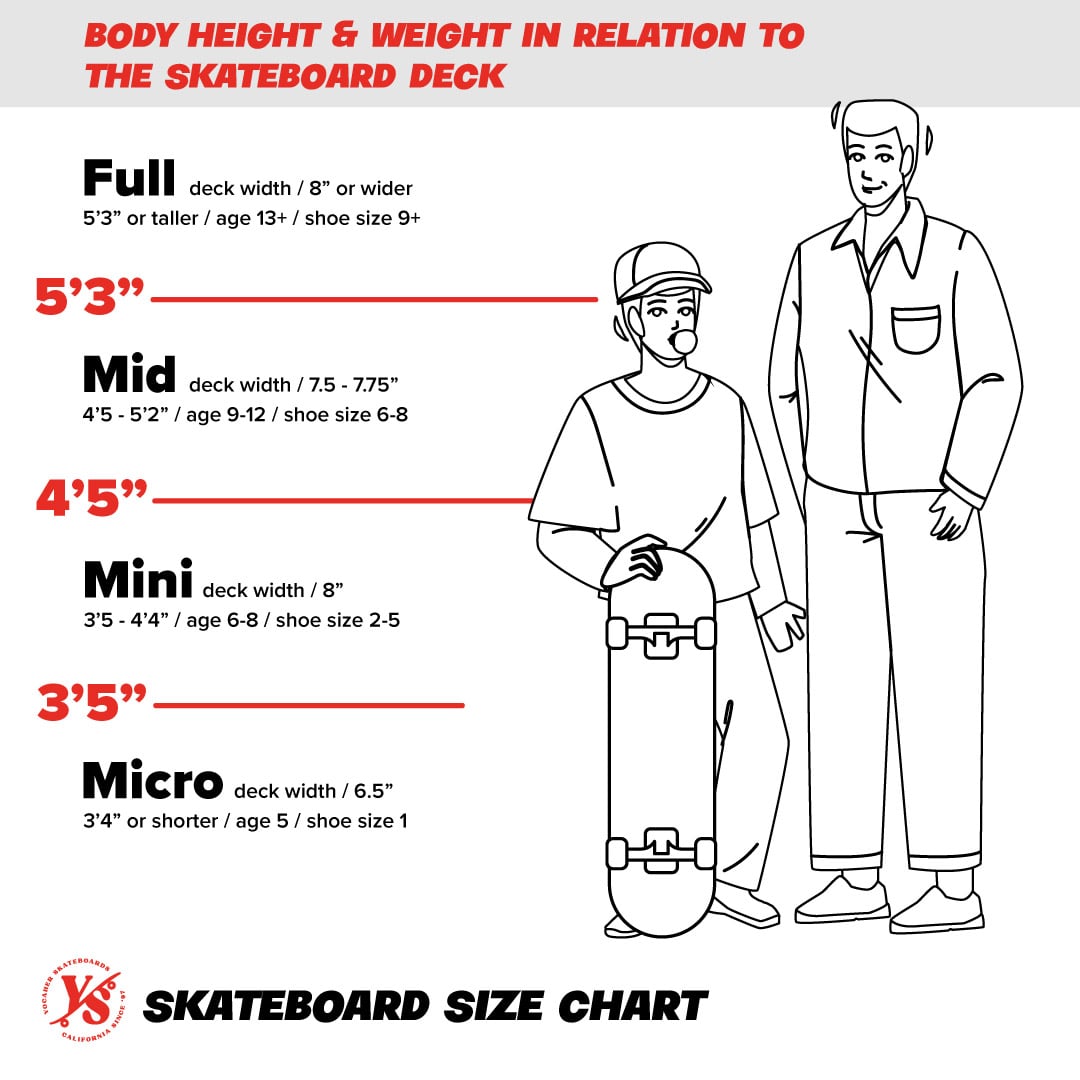 BODY HEIGHT & WEIGHT IN RELATION TO
THE SKATEBOARD DECK
Full deck width / 8” or wider
5’3” or taller / age 13+ / shoe size 9+
5’3”
Mid deck width / 7.5 - 7.75”
4’5 - 5’2” / age 9-12 / shoe size 6-8
4’5”
Mini deck width / 8”
3’5 - 4’4” / age 6-8 / shoe size 2-5
3’5”
Micro deck width / 6.5”
3’4” or shorter / age 5 / shoe size 1
YOCAHER SKATEBOARDS
YS
CALIFORNIA SINCE '97
SKATEBOARD SIZE CHART